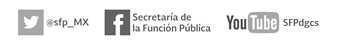 @sfp_MX
Secretaría de
la Función Pública
YouTube SFPdgcs